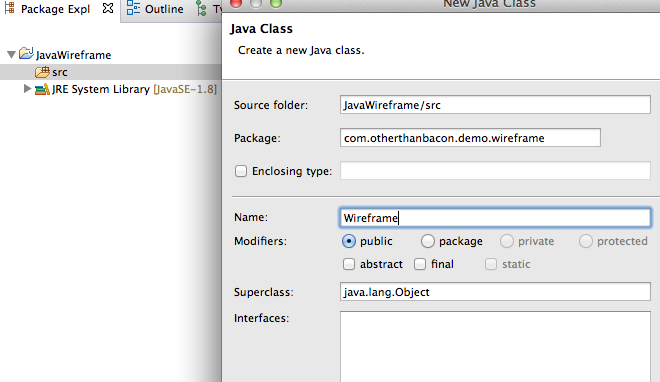 Package Expl
Outline
Ty
JavaWireframe
src
JRE System Library [JavaSE-1.8]
New Java Class
Java Class
Create a new Java class.
Source folder: JavaWireframe/src
Package: com.otherthanbacon.demo.wireframe
Enclosing type:
Name: Wireframe
Modifiers: public package private protected
abstract final static
Superclass: java.lang.Object
Interfaces: